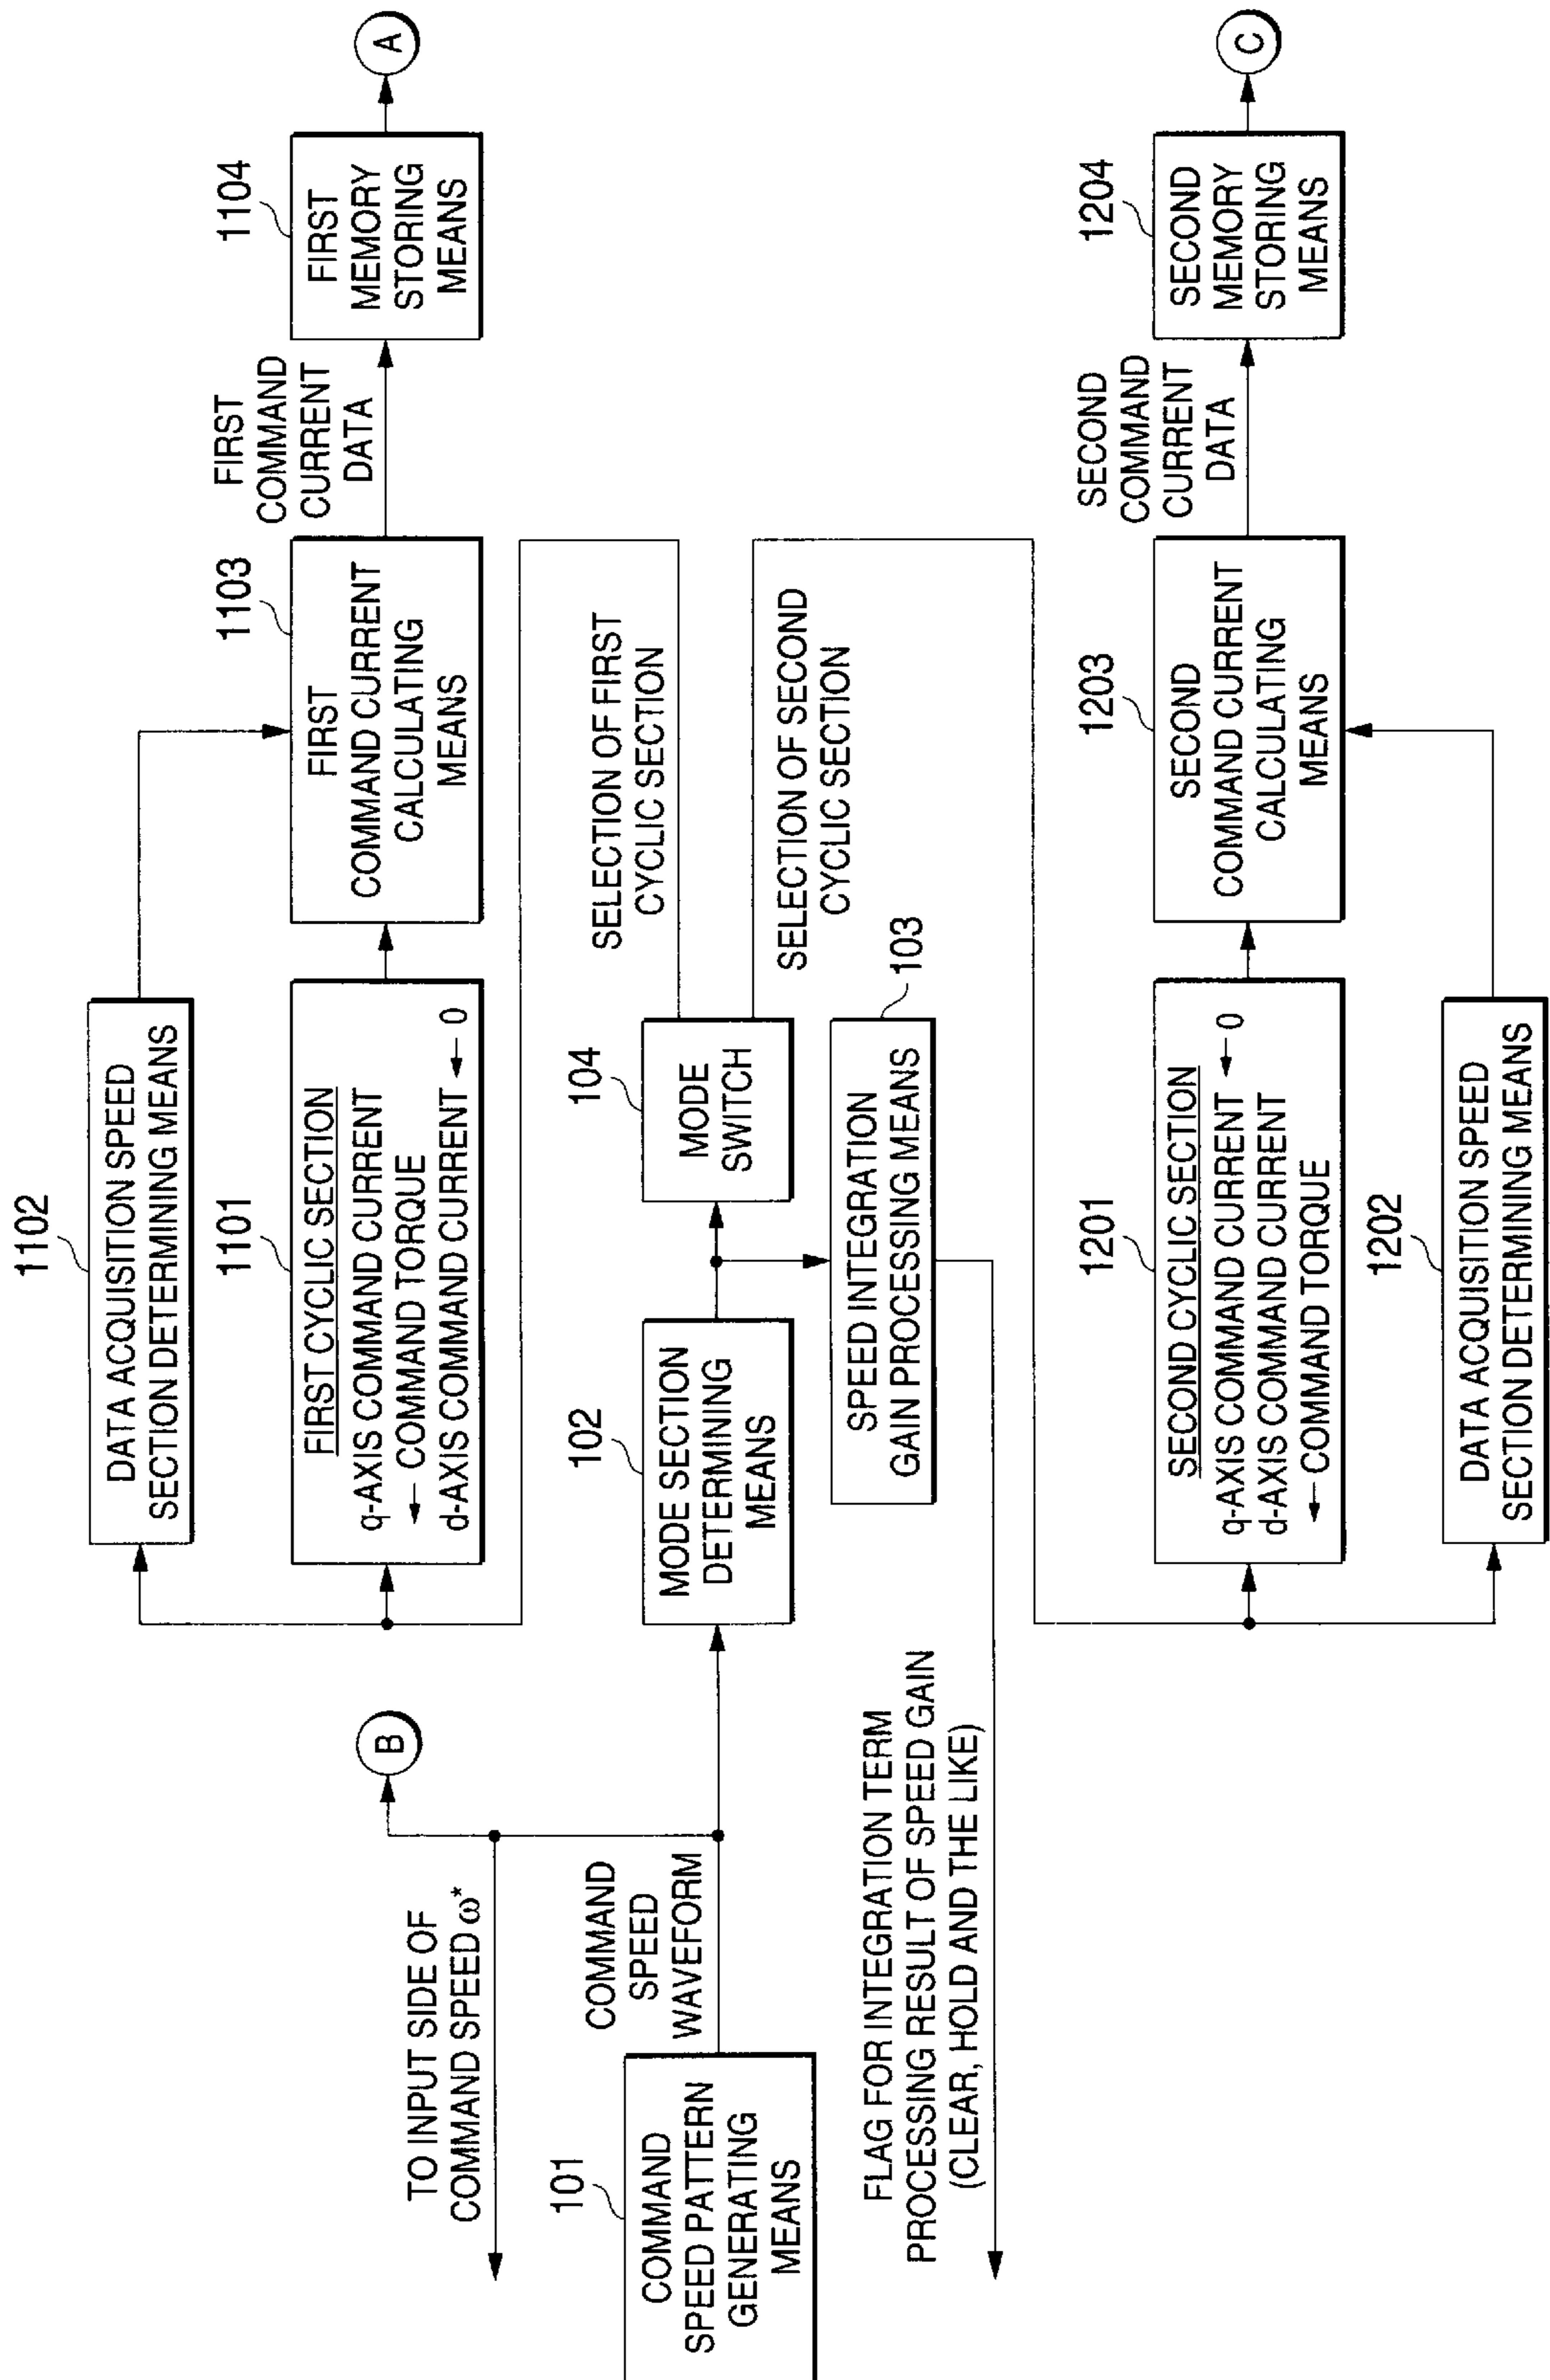 1102
DATA ACQUISITION SPEED
SECTION DETERMINING MEANS
1101
FIRST CYCLIC SECTION
q-AXIS COMMAND CURRENT
← COMMAND TORQUE
d-AXIS COMMAND CURRENT ← 0
1103
FIRST
COMMAND CURRENT
CALCULATING
MEANS
FIRST
COMMAND
CURRENT
DATA
1104
FIRST
MEMORY
STORING
MEANS
A
B
TO INPUT SIDE OF
COMMAND SPEED ω*
101
COMMAND
SPEED PATTERN
GENERATING
MEANS
COMMAND
SPEED
WAVEFORM
102
MODE SECTION
DETERMINING
MEANS
104
MODE
SWITCH
SELECTION OF FIRST
CYCLIC SECTION
SELECTION OF SECOND
CYCLIC SECTION
103
SPEED INTEGRATION
GAIN PROCESSING MEANS
FLAG FOR INTEGRATION TERM
PROCESSING RESULT OF SPEED GAIN
(CLEAR, HOLD AND THE LIKE)
1201
SECOND CYCLIC SECTION
q-AXIS COMMAND CURRENT ← 0
d-AXIS COMMAND CURRENT
← COMMAND TORQUE
1202
DATA ACQUISITION SPEED
SECTION DETERMINING MEANS
1203
SECOND
COMMAND CURRENT
CALCULATING
MEANS
SECOND
COMMAND
CURRENT
DATA
1204
SECOND
MEMORY
STORING
MEANS
C